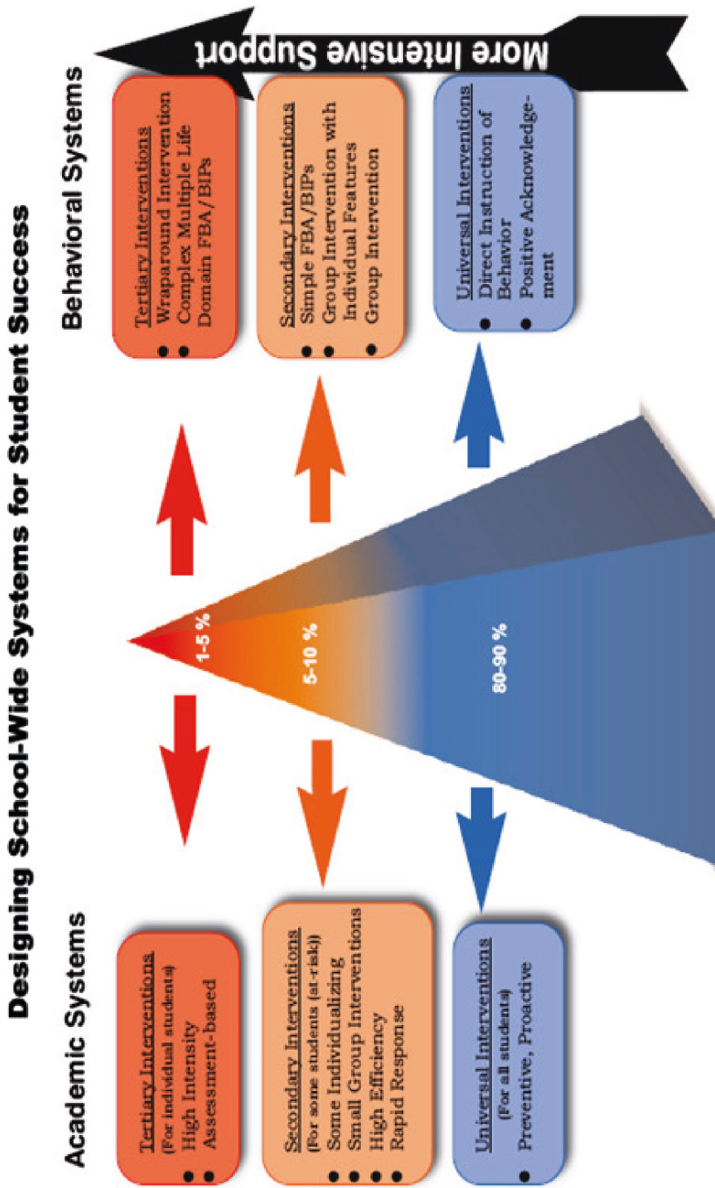 Designing School-Wide Systems for Student Success
Academic Systems
Behavioral Systems
Tertiary Interventions
(For individual students)
● High Intensity
● Assessment-based
1-5 %
Tertiary Interventions
● Wraparound Intervention
● Complex Multiple Life
Domain FBA/BIPs
Secondary Interventions
(For some students (at-risk))
● Some Individualizing
● Small Group Interventions
● High Efficiency
● Rapid Response
5-10 %
Secondary Interventions
● Simple FBA/BIPs
● Group Intervention with
Individual Features
● Group Intervention
Universal Interventions
(For all students)
● Preventive, Proactive
80-90 %
Universal Interventions
● Direct Instruction of
Behavior
● Positive Acknowledge-
ment
More Intensive Support